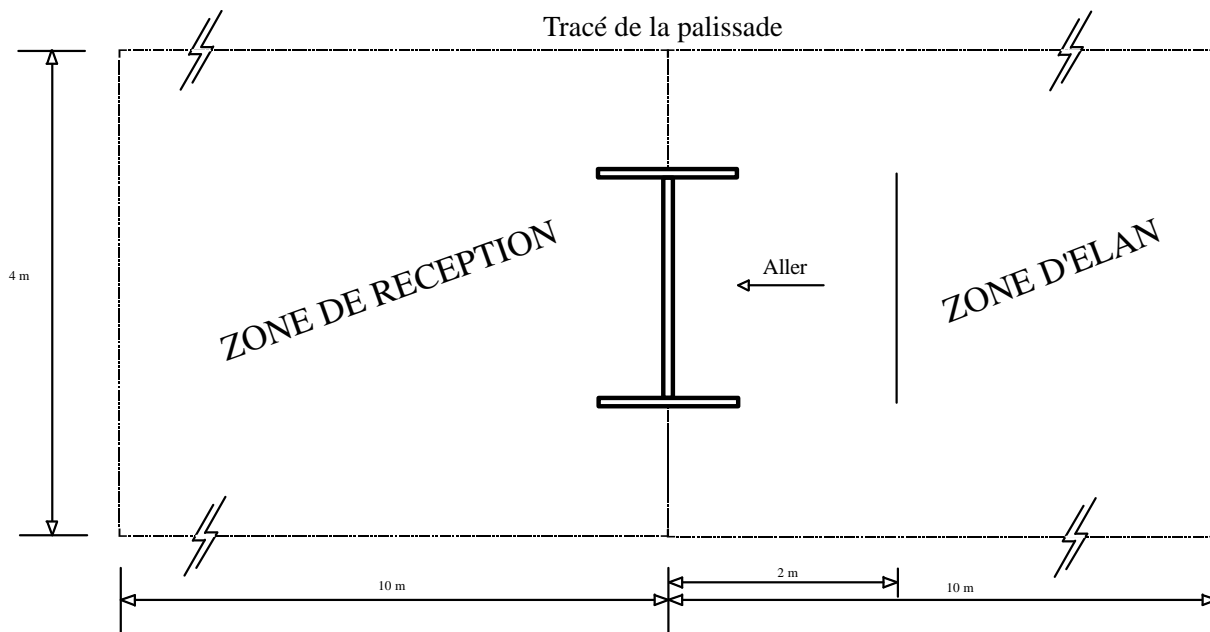 Tracé de la palissade
4 m
ZONE DE RECEPTION
Aller
ZONE D'ELAN
2 m
10 m
10 m